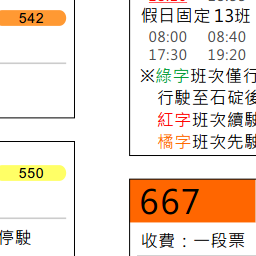 542
假日固定 13班
08:00 08:40
17:30 19:20
※綠字班次僅行
行駛至石碇後
紅字班次續駛
橘字班次先駛
550
停駛
667
收費：一段票